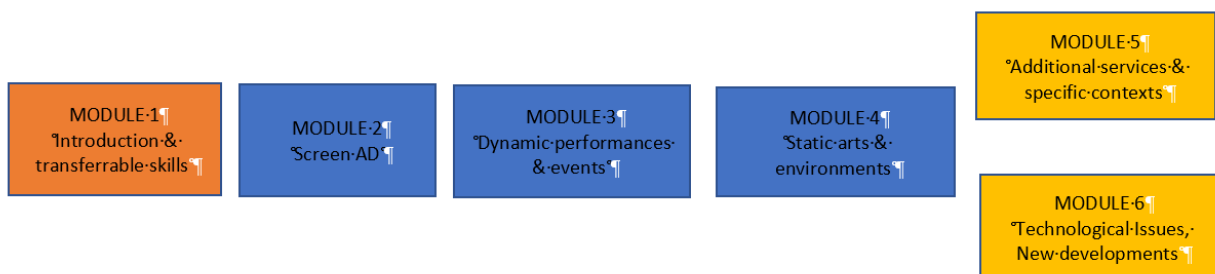 MODULE·1¶
°Introduction·&·
transferrable·skills°¶
MODULE·2¶
°Screen·AD°¶
MODULE·3¶
°Dynamic·performances·
&·events°¶
MODULE·4¶
°Static·arts·&·
environments°¶
MODULE·5¶
°Additional·services·&·
specific·contexts°¶
MODULE·6¶
°Technological·Issues,·
New·developments°¶